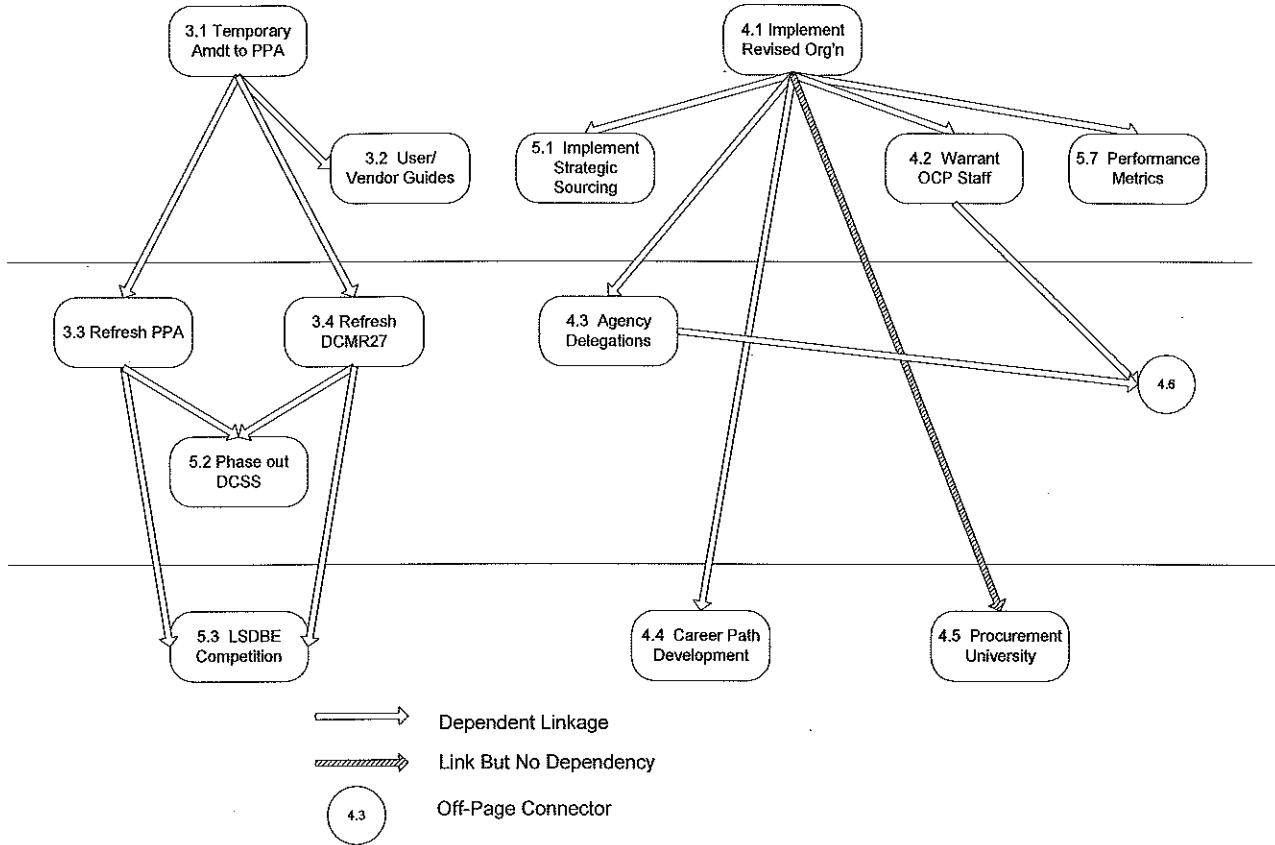 3.1 Temporary
Amdt to PPA
4.1 Implement
Revised Org'n
3.2 User/
Vendor Guides
5.1 Implement
Strategic
Sourcing
4.2 Warrant
OCP Staff
5.7 Performance
Metrics
3.3 Refresh PPA
3.4 Refresh
DCMR27
4.3 Agency
Delegations
4.6
5.2 Phase out
DCSS
5.3 LSDBE
Competition
4.4 Career Path
Development
4.5 Procurement
University
Dependent Linkage
Link But No Dependency
4.3
Off-Page Connector